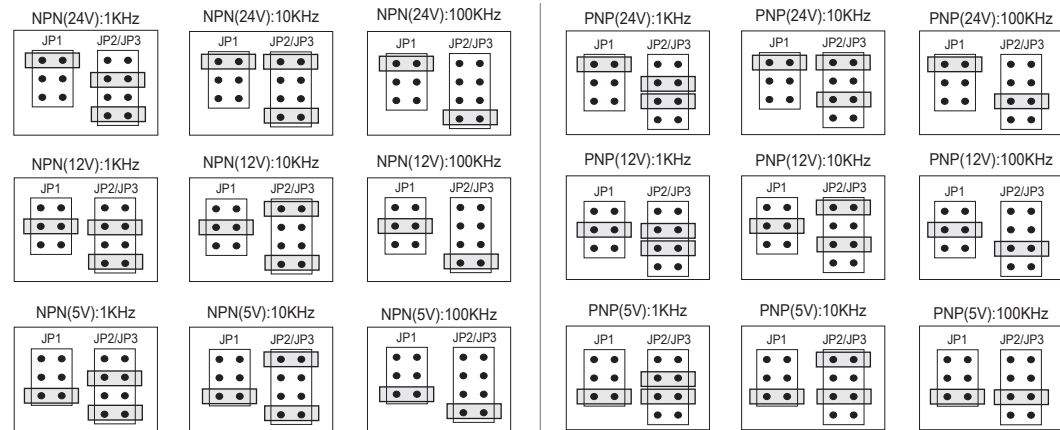 NPN(24V):1KHz
JP1 JP2/JP3
NPN(24V):10KHz
JP1 JP2/JP3
NPN(24V):100KHz
JP1 JP2/JP3
PNP(24V):1KHz
JP1 JP2/JP3
PNP(24V):10KHz
JP1 JP2/JP3
PNP(24V):100KHz
JP1 JP2/JP3
NPN(12V):1KHz
JP1 JP2/JP3
NPN(12V):10KHz
JP1 JP2/JP3
NPN(12V):100KHz
JP1 JP2/JP3
PNP(12V):1KHz
JP1 JP2/JP3
PNP(12V):10KHz
JP1 JP2/JP3
PNP(12V):100KHz
JP1 JP2/JP3
NPN(5V):1KHz
JP1 JP2/JP3
NPN(5V):10KHz
JP1 JP2/JP3
NPN(5V):100KHz
JP1 JP2/JP3
PNP(5V):1KHz
JP1 JP2/JP3
PNP(5V):10KHz
JP1 JP2/JP3
PNP(5V):100KHz
JP1 JP2/JP3